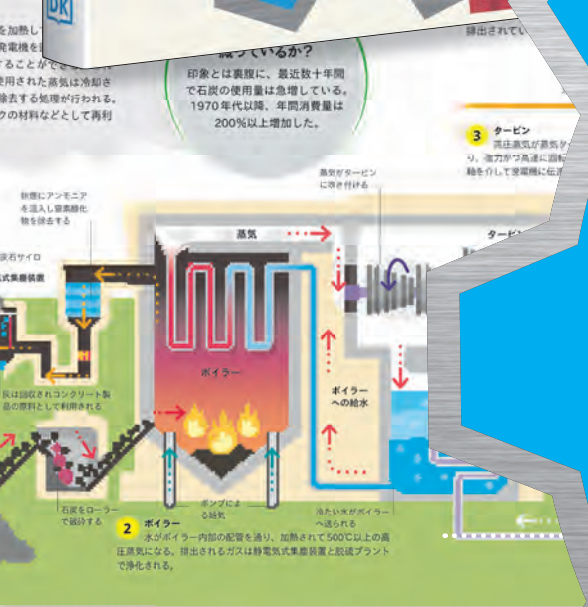 DK
を加熱し
発電機を
することができ
使用された蒸気は冷却さ
除去する処理が行われる。
クの材料などとして再利
減っているか?
印象とは裏腹に、最近数十年間
で石炭の使用量は急増している。
1970年代以降、年間消費量は
200%以上増加した。
排出されてい
3 タービン
高圧蒸気が蒸気タ
り、強力かつ高速に回転
軸を介して発電機に伝達
蒸気がタービン
に吹き付ける
状態にアンモニア
を注入し窒素酸化
物を除去する
灰石サイロ
気式集塵装置
蒸気
タービン
ボイラー
ボイラー
への給水
灰は回収されコンクリート製
品の原料として利用される
石炭をローラー
で破砕する
ポンプによ
る給気
冷たい水がボイラー
へ送られる
2 ボイラー
水がボイラー内部の配管を通り、加熱されて500℃以上の高
圧蒸気になる。排出されるガスは静電気式集塵装置と脱硫プラント
で浄化される。